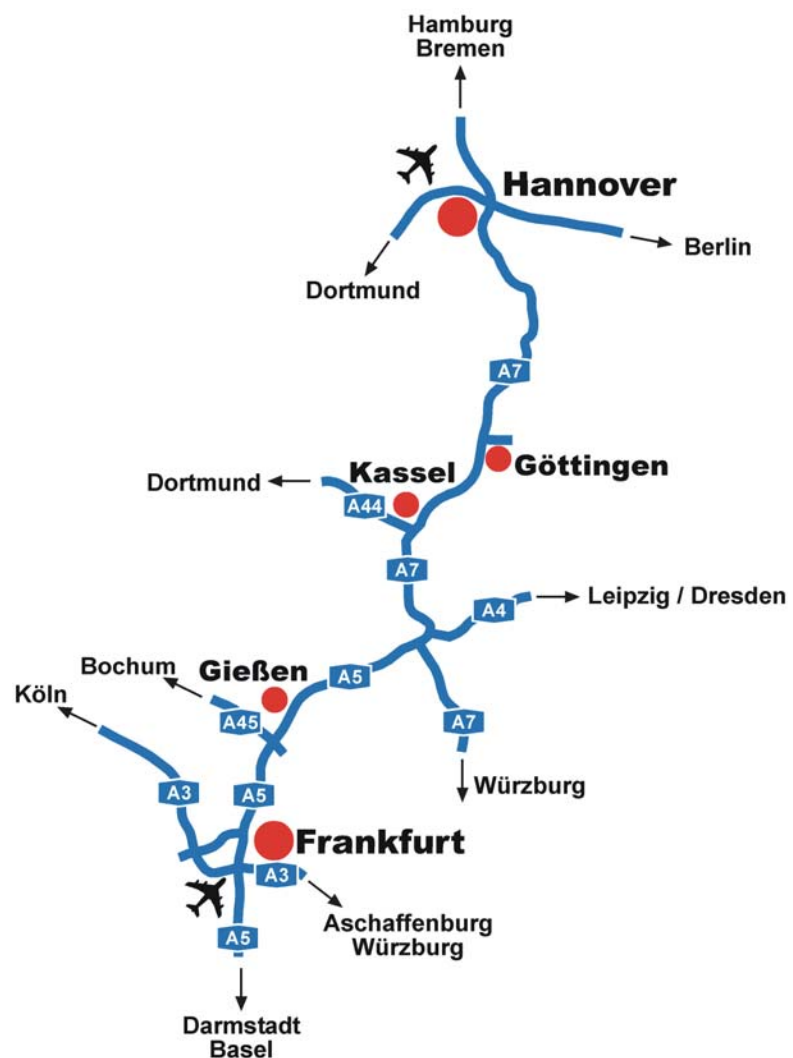 Hamburg
Bremen
Hannover
Berlin
Dortmund
A7
Göttingen
Kassel
Dortmund
A44
A7
Leipzig / Dresden
A4
Bochum
Gießen
A5
Köln
A45
A7
A3
A5
Würzburg
Frankfurt
A3
Aschaffenburg
Würzburg
A5
Darmstadt
Basel